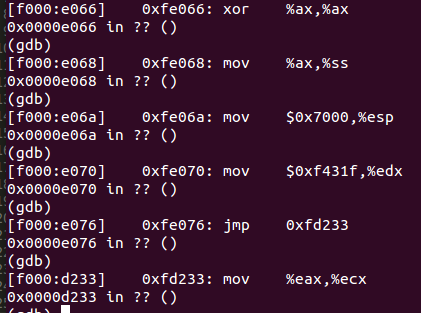 [f000:e066]    0xfe066: xor    %ax,%ax
0x0000e066 in ?? ()
(gdb)
[f000:e068]    0xfe068: mov    %ax,%ss
0x0000e068 in ?? ()
(gdb)
[f000:e06a]    0xfe06a: mov    $0x7000,%esp
0x0000e06a in ?? ()
(gdb)
[f000:e070]    0xfe070: mov    $0xf431f,%edx
0x0000e070 in ?? ()
(gdb)
[f000:e076]    0xfe076: jmp    0xfd233
0x0000e076 in ?? ()
(gdb)
[f000:d233]    0xfd233: mov    %eax,%ecx
0x0000d233 in ?? ()
(gdb)